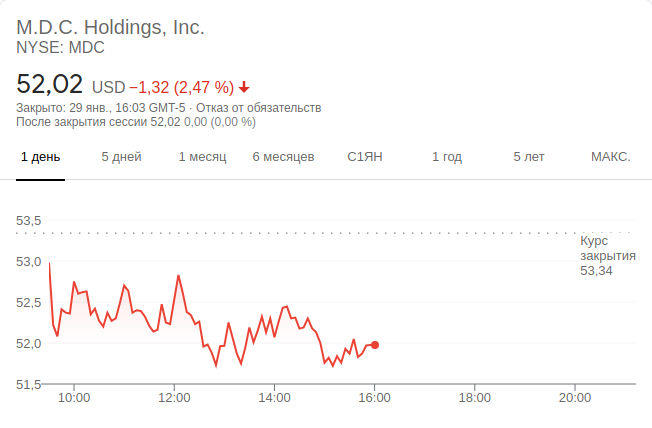 M.D.C. Holdings, Inc.
NYSE: MDC
52,02 USD −1,32 (2,47 %)
Закрыто: 29 янв., 16:03 GMT-5 · Отказ от обязательств
После закрытия сессии 52,02 0,00 (0,00 %)
1 день 5 дней 1 месяц 6 месяцев С1ЯН 1 год 5 лет МАКС.
53,5
Курс
закрытия
53,34
53,0
52,5
52,0
51,5
10:00 12:00 14:00 16:00 18:00 20:00